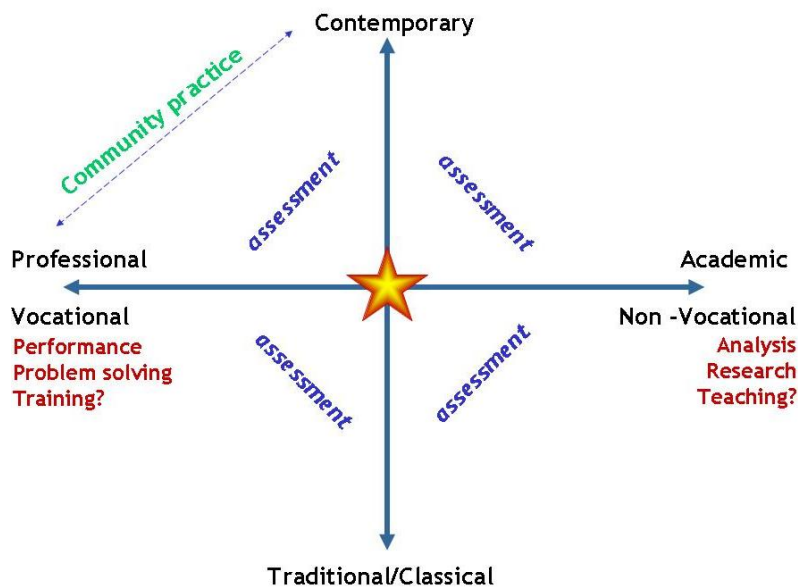 Contemporary
Community practice
assessment
assessment
Professional
Academic
Vocational
Non -Vocational
Performance
Problem solving
Training?
Analysis
Research
Teaching?
assessment
assessment
Traditional/Classical